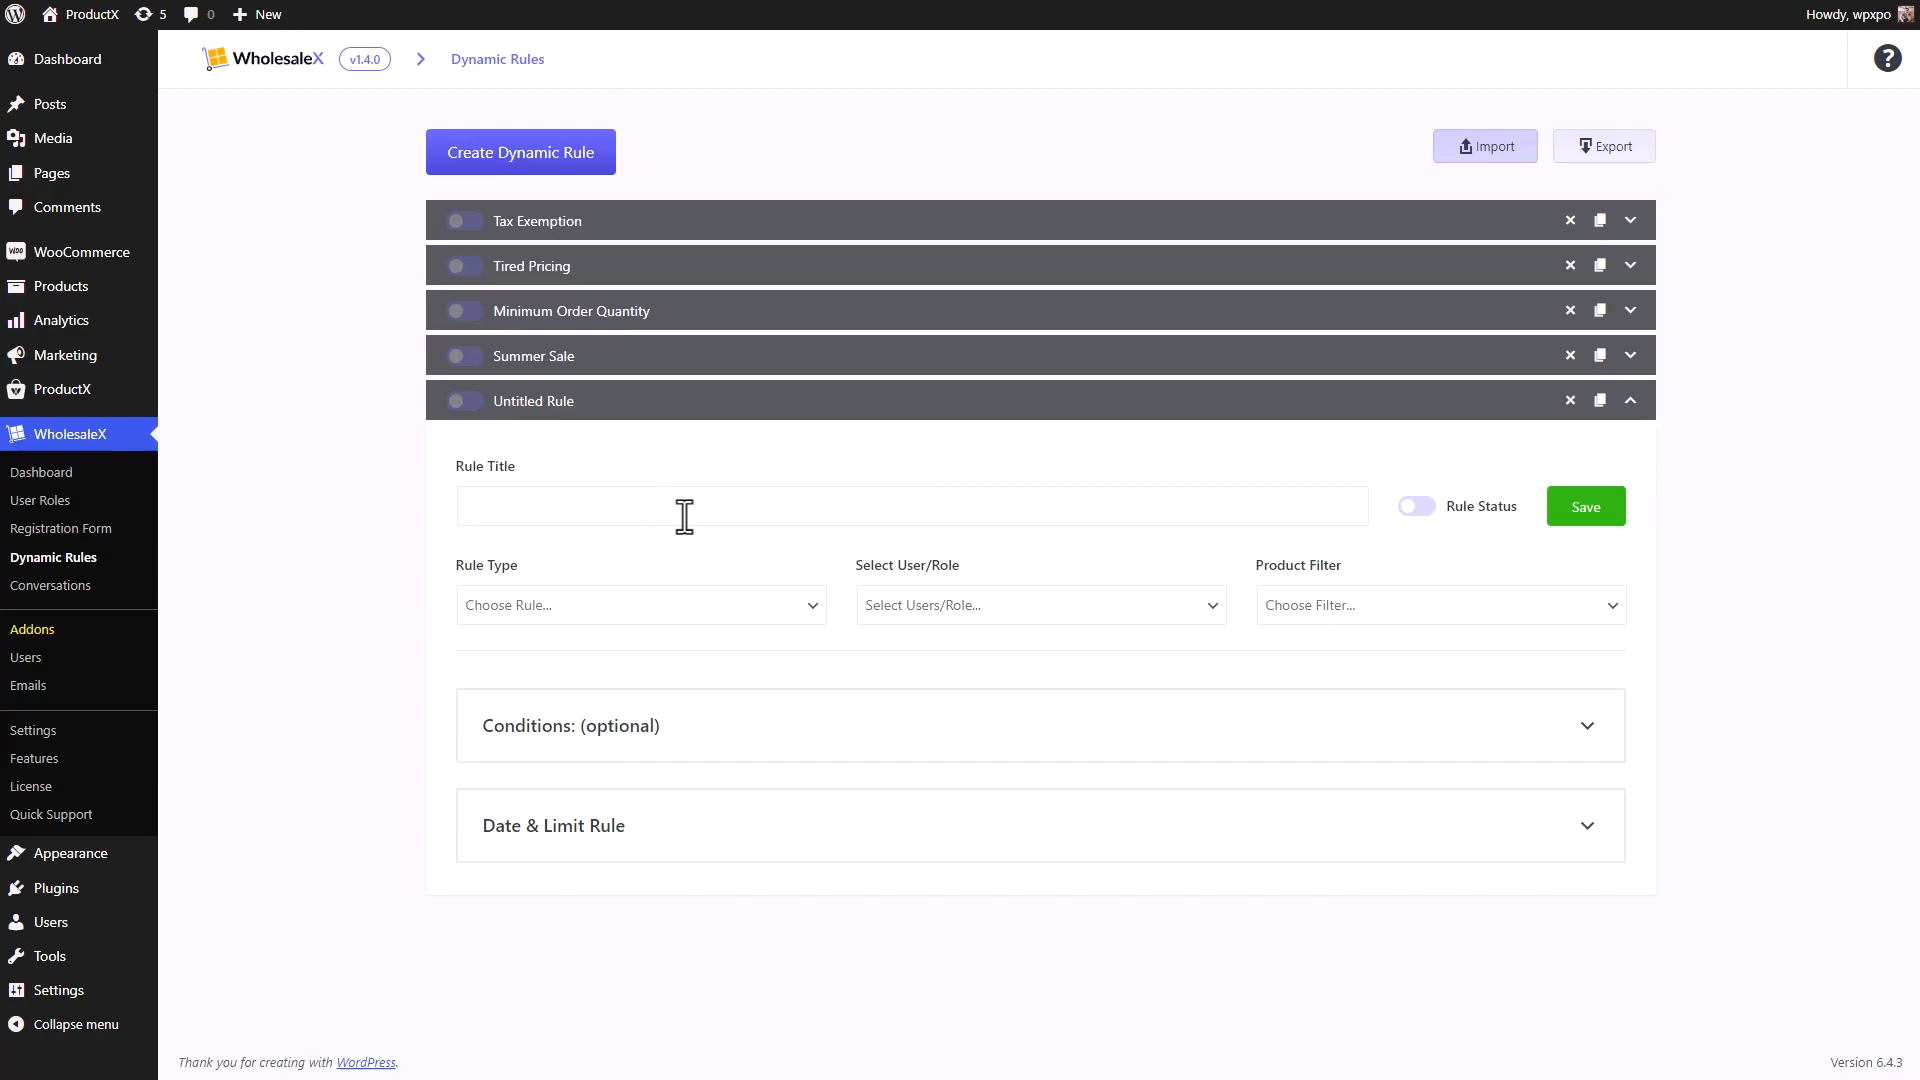 ProductX 5 0 New Howdy, wpxpo
WholesaleX v1.4.0 Dynamic Rules
Dashboard
Posts
Media
Pages
Comments
WooCommerce
Products
Analytics
Marketing
ProductX
WholesaleX
Dashboard
User Roles
Registration Form
Dynamic Rules
Conversations
Addons
Users
Emails
Settings
Features
License
Quick Support
Appearance
Plugins
Users
Tools
Settings
Collapse menu
Create Dynamic Rule Import Export
Tax Exemption
Tired Pricing
Minimum Order Quantity
Summer Sale
Untitled Rule
Rule Title
Rule Status Save
Rule Type Select User/Role Product Filter
Choose Rule... Select Users/Role... Choose Filter...
Conditions: (optional)
Date & Limit Rule
Thank you for creating with WordPress. Version 6.4.3